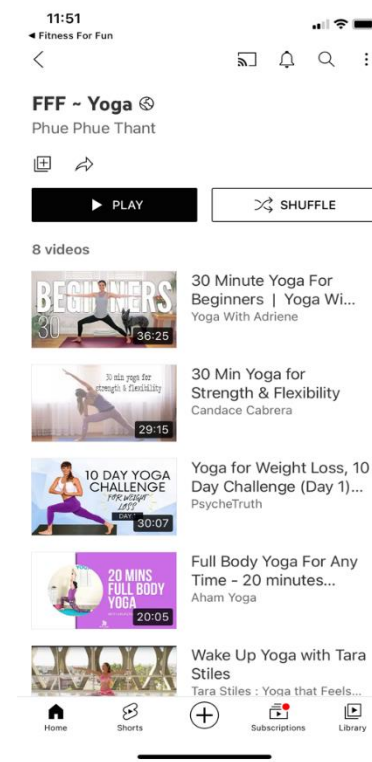 11:51
◄ Fitness For Fun
FFF ~ Yoga
Phue Phue Thant
PLAY
SHUFFLE
8 videos
BEGINNERS
30
36:25
30 Minute Yoga For
Beginners | Yoga Wi...
Yoga With Adriene
30 min yoga for
strength & flexibility
29:15
30 Min Yoga for
Strength & Flexibility
Candace Cabrera
10 DAY YOGA
CHALLENGE
FOR WEIGHT
LOSS
DAY 1
30:07
Yoga for Weight Loss, 10
Day Challenge (Day 1)...
PsycheTruth
20 MINS
FULL BODY
YOGA
20:05
Full Body Yoga For Any
Time - 20 minutes...
Aham Yoga
Wake Up Yoga with Tara
Stiles
Tara Stiles : Yoga that Feels...
Home
Shorts
Subscriptions
Library